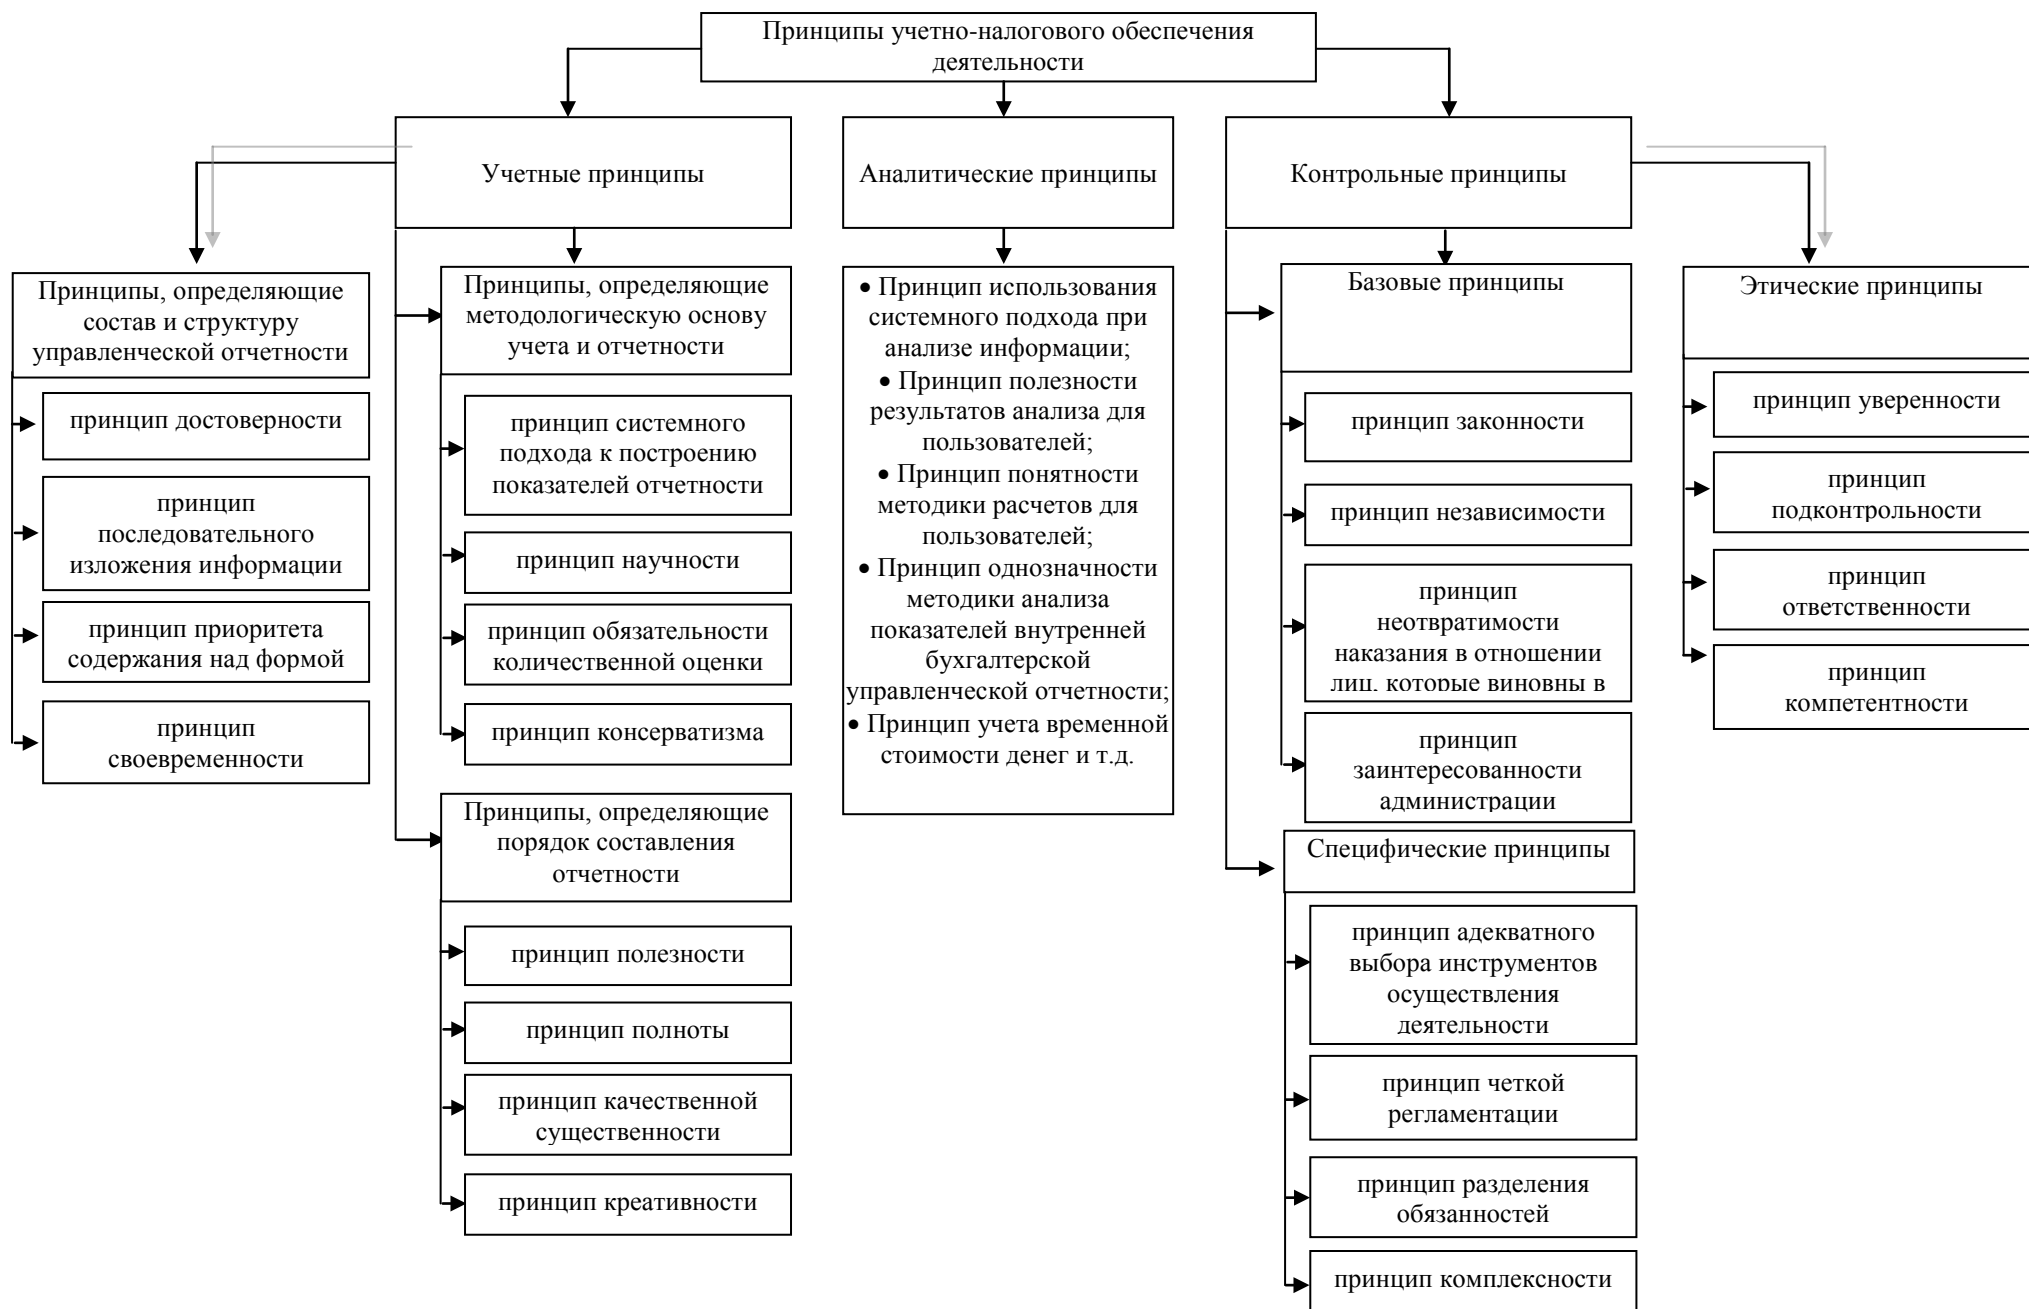 Принципы учетно-налогового обеспечения
деятельности
Учетные принципы
Аналитические принципы
Контрольные принципы
Принципы, определяющие
состав и структуру
управленческой отчетности
принцип достоверности
принцип
последовательного
изложения информации
принцип приоритета
содержания над формой
принцип
своевременности
Принципы, определяющие
методологическую основу
учета и отчетности
принцип системного
подхода к построению
показателей отчетности
принцип научности
принцип обязательности
количественной оценки
принцип консерватизма
Принципы, определяющие
порядок составления
отчетности
принцип полезности
принцип полноты
принцип качественной
существенности
принцип креативности
• Принцип использования
системного подхода при
анализе информации;
• Принцип полезности
результатов анализа для
пользователей;
• Принцип понятности
методики расчетов для
пользователей;
• Принцип однозначности
методики анализа
показателей внутренней
бухгалтерской
управленческой отчетности;
• Принцип учета временной
стоимости денег и т.д.
Базовые принципы
принцип законности
принцип независимости
принцип
неотвратимости
наказания в отношении
лиц, которые виновны в
принцип
заинтересованности
администрации
Специфические принципы
принцип адекватного
выбора инструментов
осуществления
деятельности
принцип четкой
регламентации
принцип разделения
обязанностей
принцип комплексности
Этические принципы
принцип уверенности
принцип
подконтрольности
принцип
ответственности
принцип
компетентности